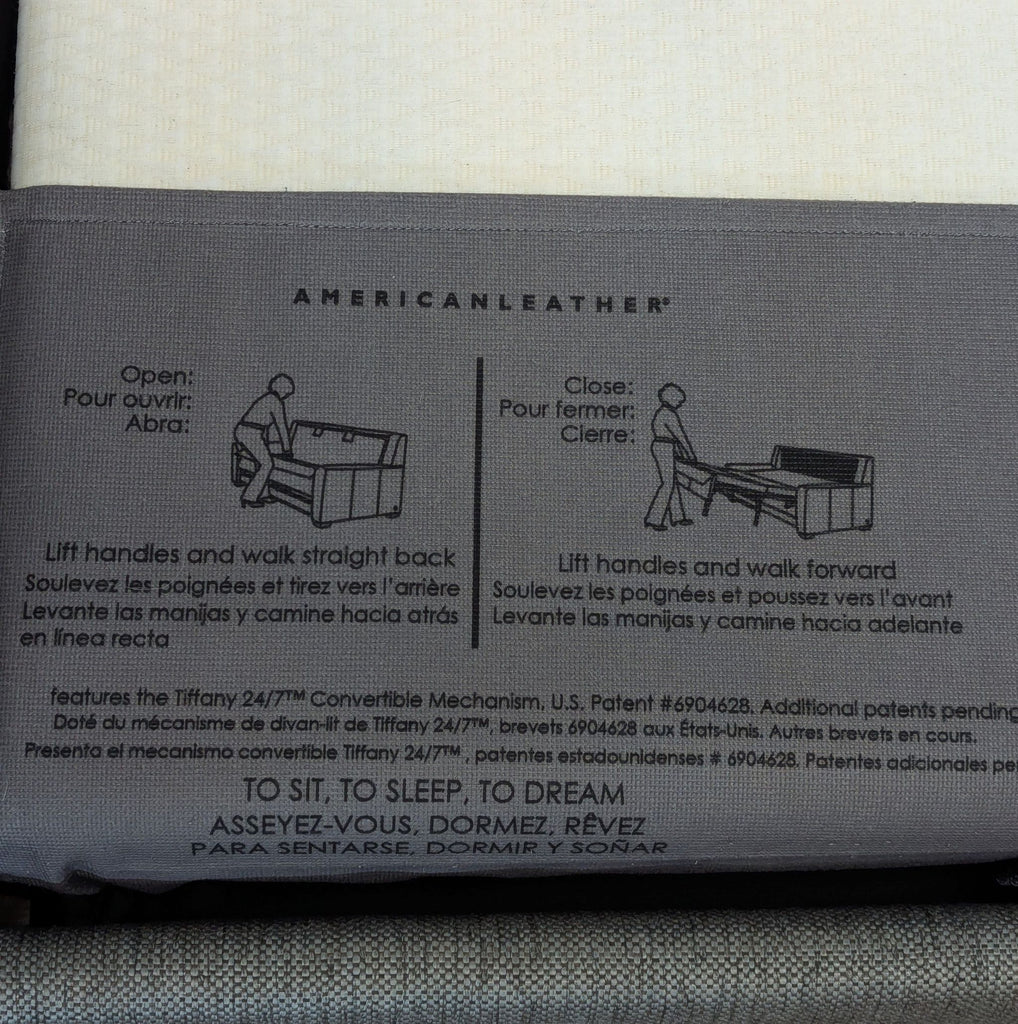 AMERICANLEATHER®
Open:
Pour ouvrir:
Abra:
Lift handles and walk straight back
Soulevez les poignées et tirez vers l'arrière
Levante las manijas y camine hacia atrás
en línea recta
Close:
Pour fermer:
Cierre:
Lift handles and walk forward
Soulevez les poignées et poussez vers l'avant
Levante las manijas y camine hacia adelante
features the Tiffany 24/7™ Convertible Mechanism, U.S. Patent #6904628. Additional patents pending
Doté du mécanisme de divan-lit de Tiffany 24/7™, brevets 6904628 aux États-Unis. Autres brevets en cours.
Presenta el mecanismo convertible Tiffany 24/7™, patentes estadounidenses # 6904628. Patentes adicionales
TO SIT, TO SLEEP, TO DREAM
ASSEYEZ-VOUS, DORMEZ, RÊVEZ
PARA SENTARSE, DORMIR Y SOÑAR